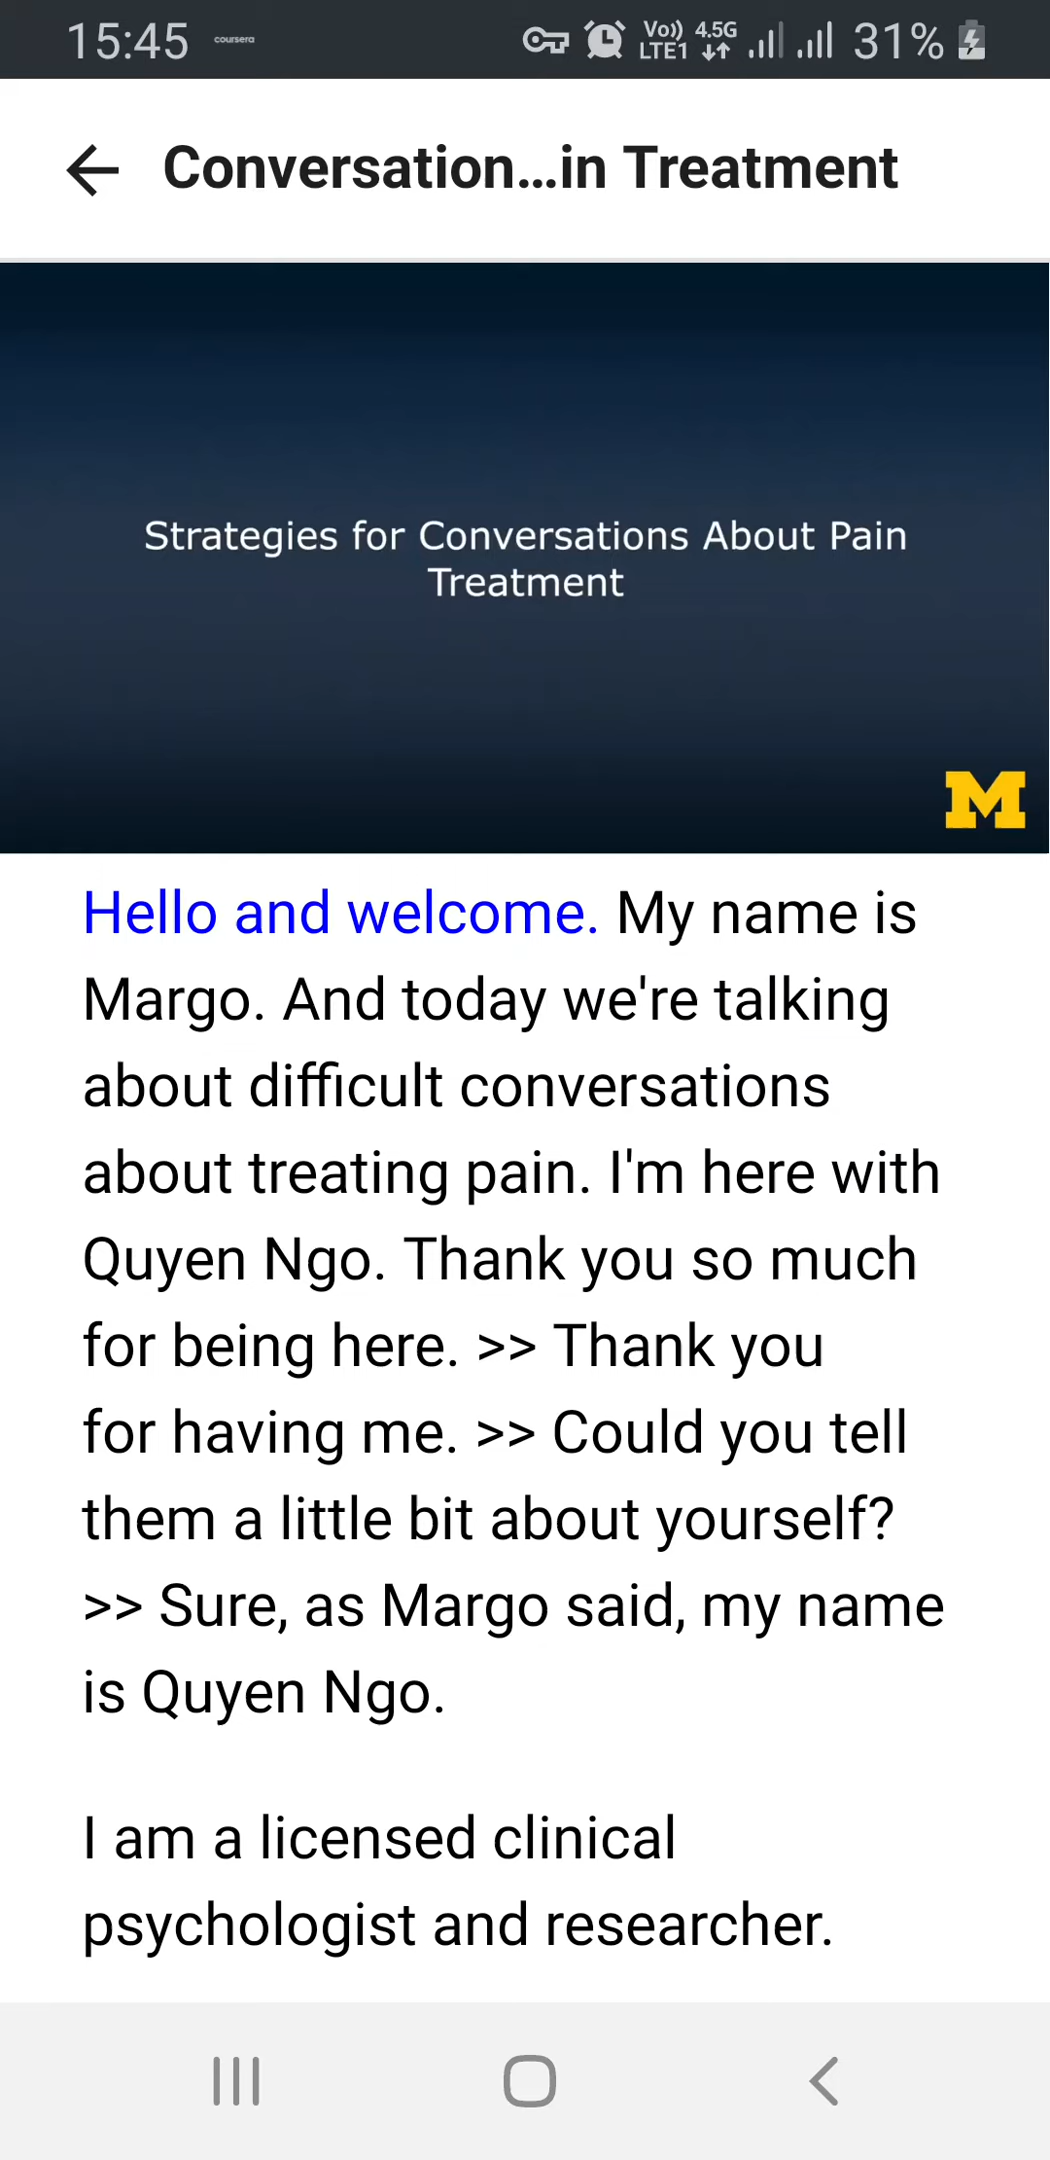 15:45 coursera Vo)) LTE1 4.5G 31%
Conversation...in Treatment
Strategies for Conversations About Pain
Treatment
M
Hello and welcome. My name is
Margo. And today we're talking
about difficult conversations
about treating pain. I'm here with
Quyen Ngo. Thank you so much
for being here. >> Thank you
for having me. >> Could you tell
them a little bit about yourself?
>> Sure, as Margo said, my name
is Quyen Ngo.
I am a licensed clinical
psychologist and researcher.